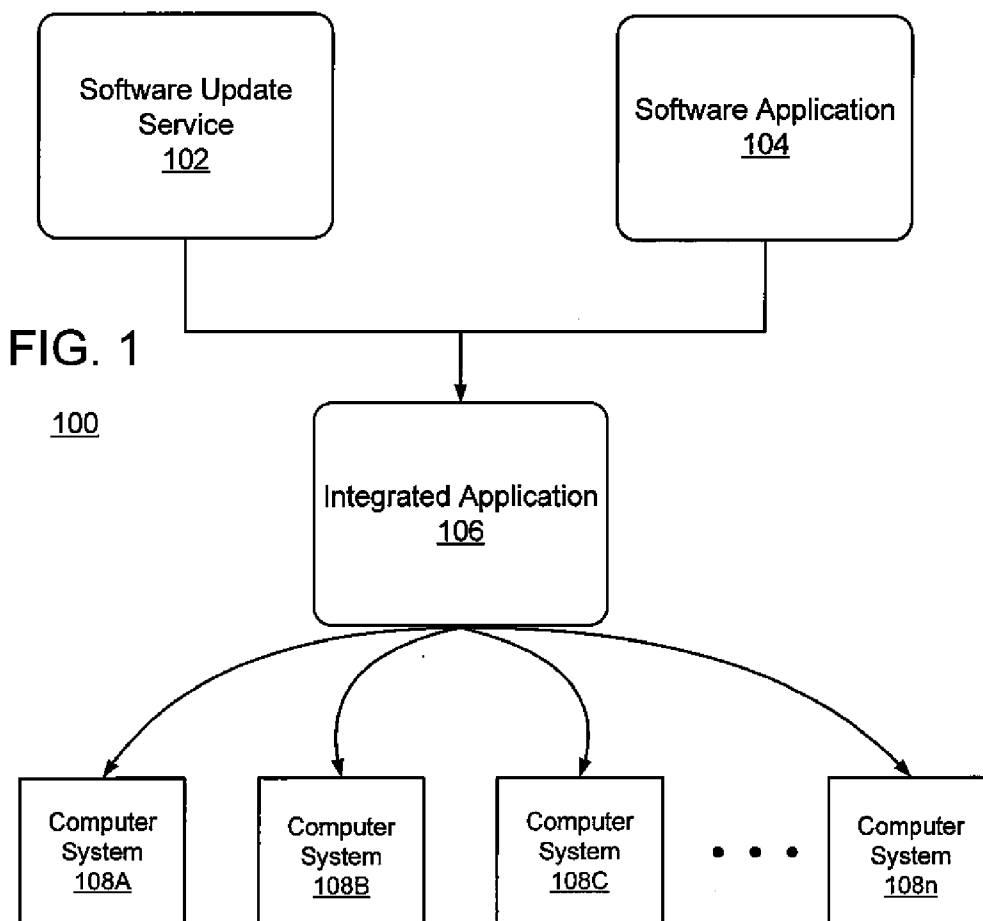 Software Update
Service
102
Software Application
104
FIG. 1
100
Integrated Application
106
Computer
System
108A
Computer
System
108B
Computer
System
108C
Computer
System
108n